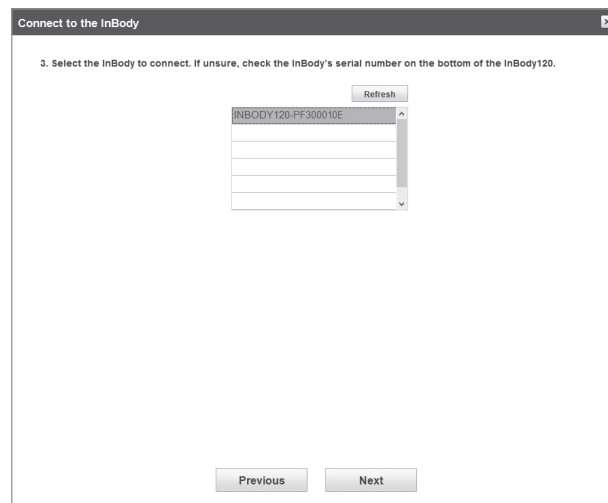 Connect to the InBody
3. Select the InBody to connect. If unsure, check the InBody's serial number on the bottom of the InBody120.
Refresh
INBODY120-PF300010E
Previous
Next